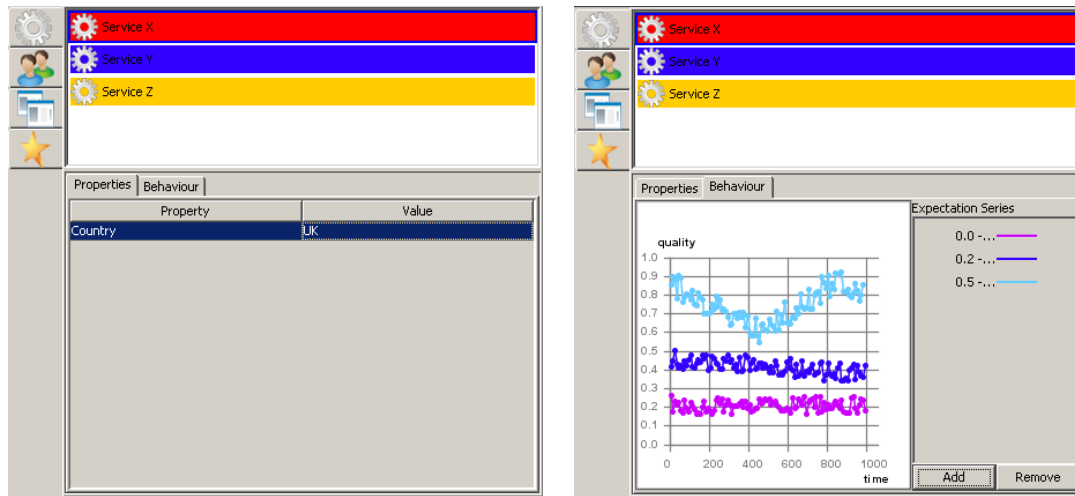 Service X
Service Y
Service Z
Properties Behaviour
Property Value
Country UK
Service X
Service Y
Service Z
Properties Behaviour
Expectation Series
0.0 -...
0.2 -...
0.5 -...
quality
1.0
0.9
0.8
0.7
0.6
0.5
0.4
0.3
0.2
0.1
0.0
0 200 400 600 800 1000
time
Add Remove